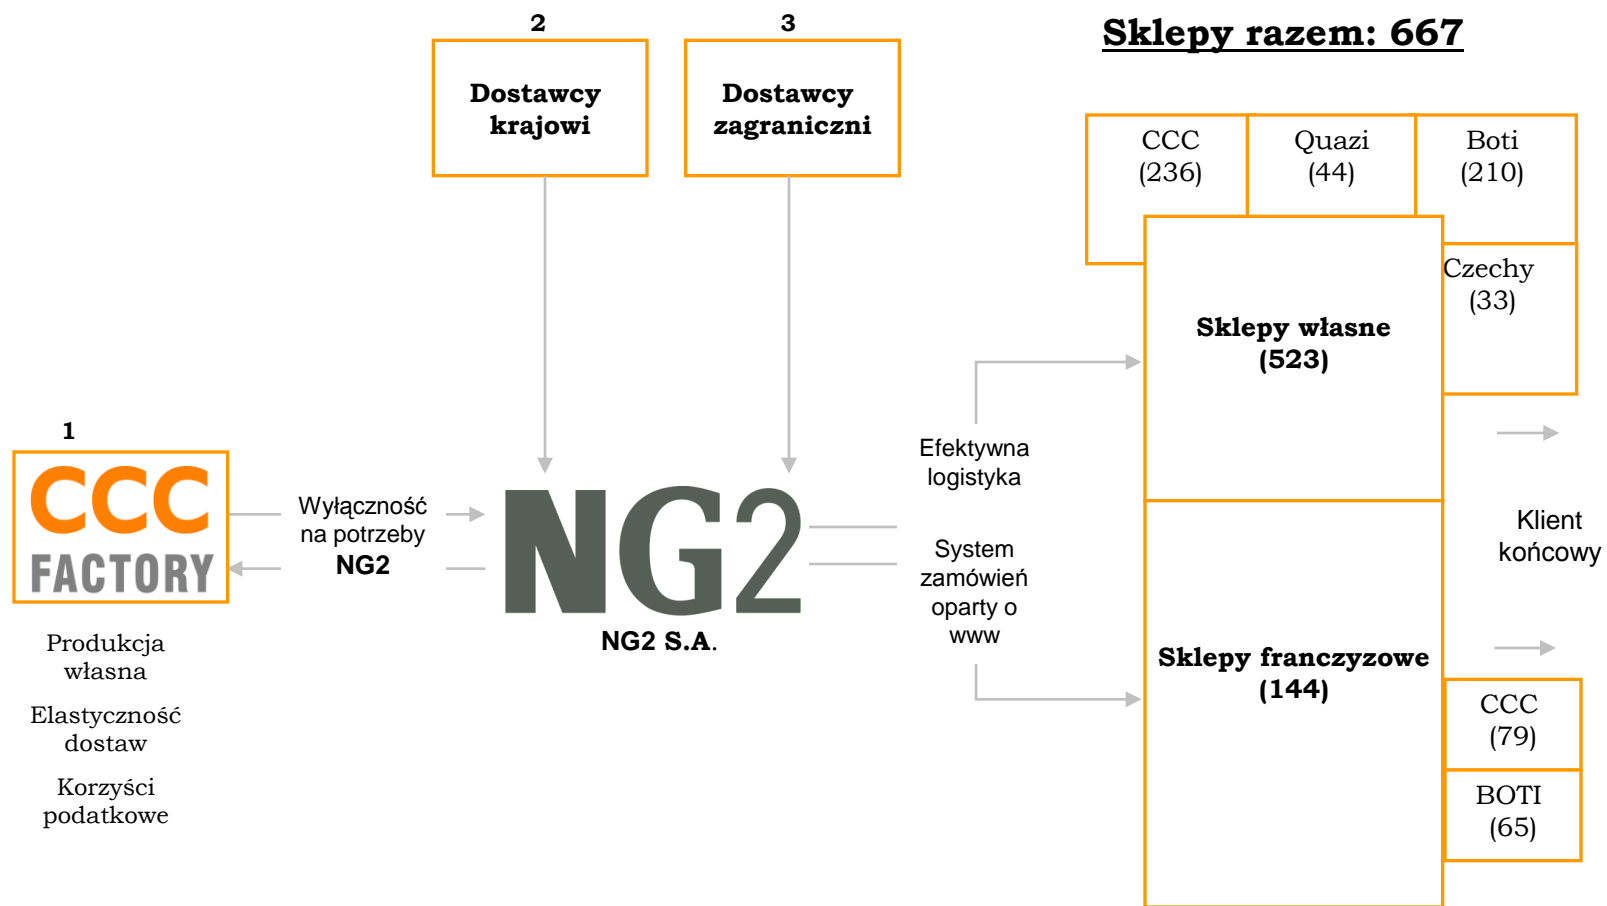 2
3
Sklepy razem: 667
Dostawcy
krajowi
Dostawcy
zagraniczni
CCC
(236)
Quazi
(44)
Boti
(210)
Czechy
(33)
Sklepy własne
(523)
1
CCC
FACTORY
Wyłączność
na potrzeby
NG2
NG2
NG2 S.A.
Efektywna
logistyka
System
zamówień
oparty o
www
Klient
końcowy
Produkcja
własna
Elastyczność
dostaw
Korzyści
podatkowe
Sklepy franczyzowe
(144)
CCC
(79)
BOTI
(65)